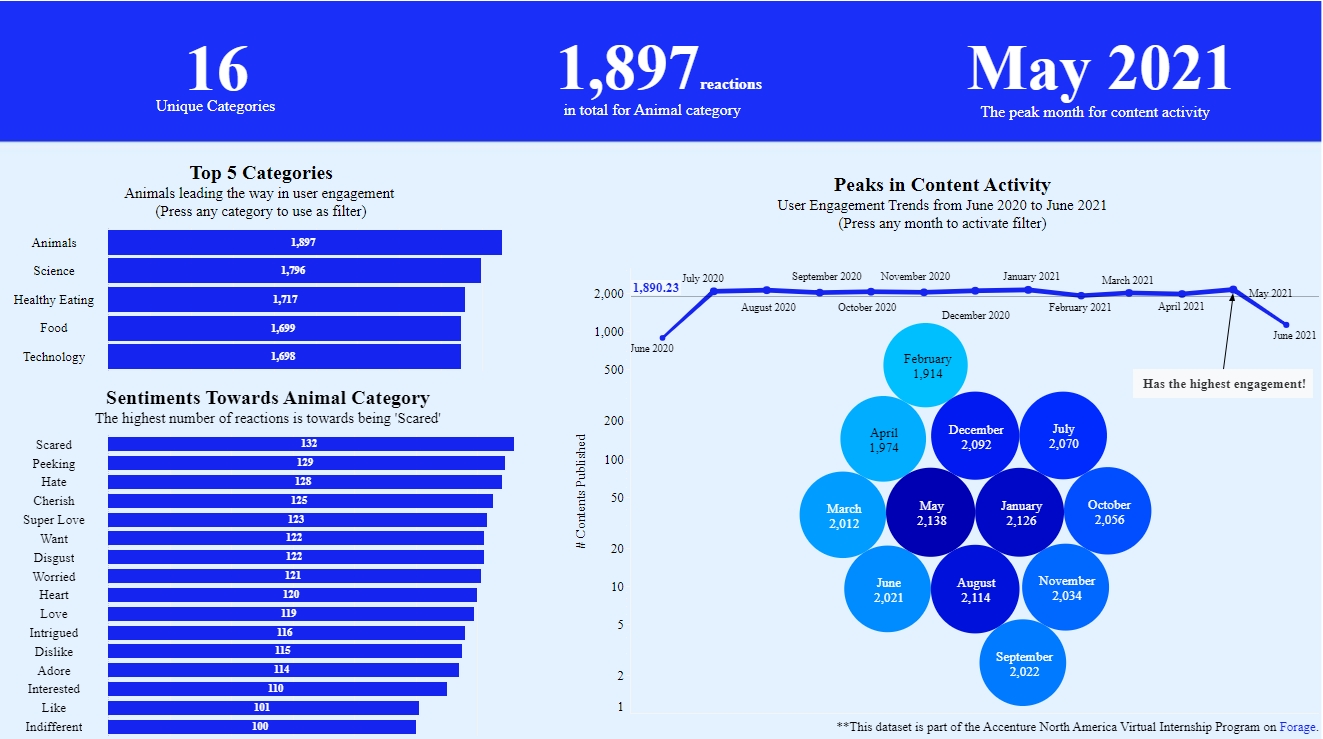 16
Unique Categories
1,897 reactions
in total for Animal category
May 2021
The peak month for content activity
Top 5 Categories
Animals leading the way in user engagement
(Press any category to use as filter)
Animals 1,897
Science 1,796
Healthy Eating 1,717
Food 1,699
Technology 1,698
Sentiments Towards Animal Category
The highest number of reactions is towards being 'Scared'
Scared 132
Peeking 129
Hate 128
Cherish 125
Super Love 123
Want 122
Disgust 122
Worried 121
Heart 120
Love 119
Intrigued 116
Dislike 115
Adore 114
Interested 110
Like 101
Indifferent 100
Peaks in Content Activity
User Engagement Trends from June 2020 to June 2021
(Press any month to activate filter)
1,890.23
June 2020
July 2020
August 2020
September 2020
October 2020
November 2020
December 2020
January 2021
February 2021
March 2021
April 2021
May 2021
June 2021
Has the highest engagement!
# Contents Published
2,000
1,000
500
200
100
50
20
10
5
2
1
February
1,914
April
1,974
December
2,092
July
2,070
March
2,012
May
2,138
January
2,126
October
2,056
June
2,021
August
2,114
November
2,034
September
2,022
**This dataset is part of the Accenture North America Virtual Internship Program on Forage.